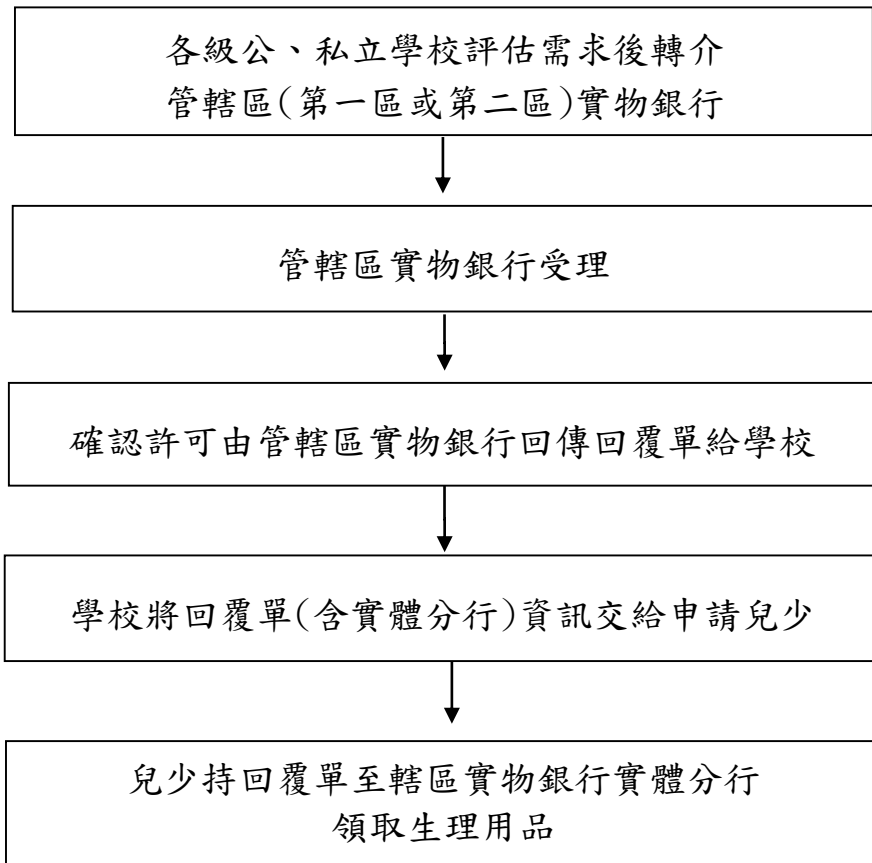 各級公、私立學校評估需求後轉介
管轄區(第一區或第二區)實物銀行
管轄區實物銀行受理
確認許可由管轄區實物銀行回傳回覆單給學校
學校將回覆單(含實體分行)資訊交給申請兒少
兒少持回覆單至轄區實物銀行實體分行
領取生理用品